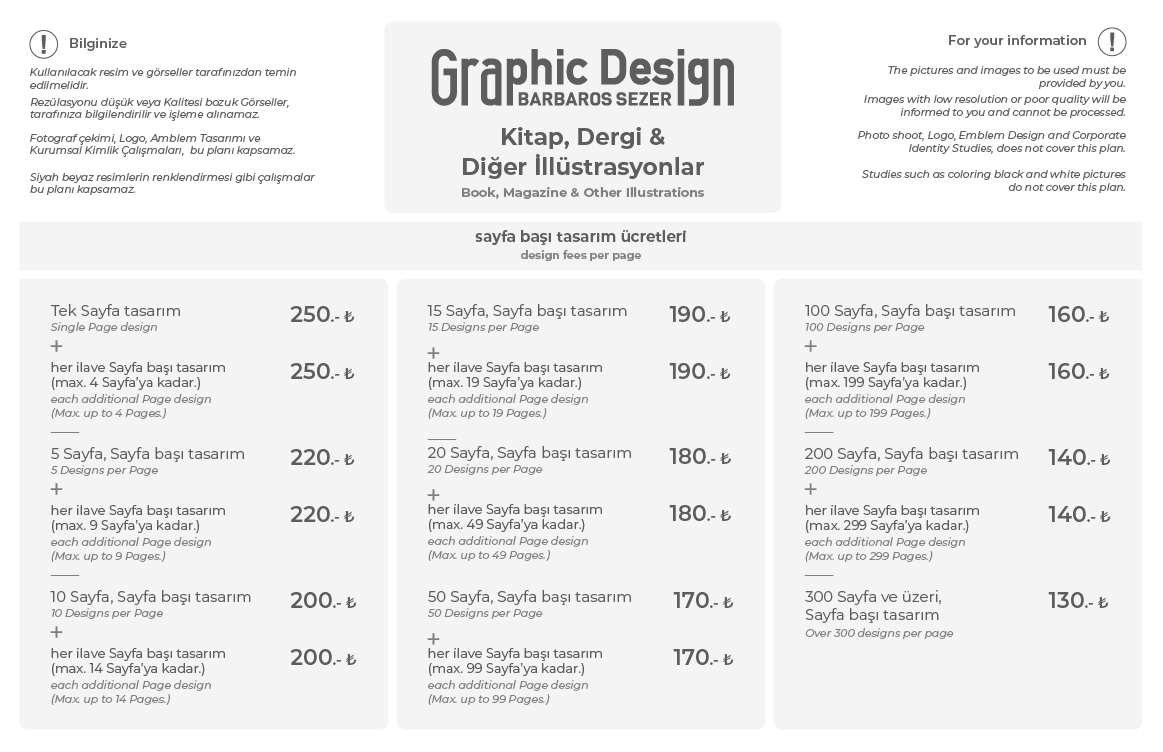 Bilginize
Kullanılacak resim ve görseller tarafınızdan temin
edilmelidir.
Rezülasyonu düşük veya Kalitesi bozuk Görseller,
tarafınıza bilgilendirilir ve işleme alınamaz.
Fotograf çekimi, Logo, Amblem Tasarımı ve
Kurumsal Kimlik Çalışmaları, bu planı kapsamaz.
Siyah beyaz resimlerin renklendirmesi gibi çalışmalar
bu planı kapsamaz.
Graphic Design
BARBAROS SEZER
Kitap, Dergi &
Diğer İllüstrasyonlar
Book, Magazine & Other Illustrations
For your information
The pictures and images to be used must be
provided by you.
Images with low resolution or poor quality will be
informed to you and cannot be processed.
Photo shoot, Logo, Emblem Design and Corporate
Identity Studies, does not cover this plan.
Studies such as coloring black and white pictures
do not cover this plan.
sayfa başı tasarım ücretleri
design fees per page
Tek Sayfa tasarım 250.- ₺
Single Page design
+
her ilave Sayfa başı tasarım 250.- ₺
(max. 4 Sayfa'ya kadar.)
each additional Page design
(Max. up to 4 Pages.)
5 Sayfa, Sayfa başı tasarım 220.- ₺
5 Designs per Page
+
her ilave Sayfa başı tasarım 220.- ₺
(max. 9 Sayfa'ya kadar.)
each additional Page design
(Max. up to 9 Pages.)
10 Sayfa, Sayfa başı tasarım 200.- ₺
10 Designs per Page
+
her ilave Sayfa başı tasarım 200.- ₺
(max. 14 Sayfa'ya kadar.)
each additional Page design
(Max. up to 14 Pages.)
15 Sayfa, Sayfa başı tasarım 190.- ₺
15 Designs per Page
+
her ilave Sayfa başı tasarım 190.- ₺
(max. 19 Sayfa'ya kadar.)
each additional Page design
(Max. up to 19 Pages.)
20 Sayfa, Sayfa başı tasarım 180.- ₺
20 Designs per Page
+
her ilave Sayfa başı tasarım 180.- ₺
(max. 49 Sayfa'ya kadar.)
each additional Page design
(Max. up to 49 Pages.)
50 Sayfa, Sayfa başı tasarım 170.- ₺
50 Designs per Page
+
her ilave Sayfa başı tasarım 170.- ₺
(max. 99 Sayfa'ya kadar.)
each additional Page design
(Max. up to 99 Pages.)
100 Sayfa, Sayfa başı tasarım 160.- ₺
100 Designs per Page
+
her ilave Sayfa başı tasarım 160.- ₺
(max. 199 Sayfa'ya kadar.)
each additional Page design
(Max. up to 199 Pages.)
200 Sayfa, Sayfa başı tasarım 140.- ₺
200 Designs per Page
+
her ilave Sayfa başı tasarım 140.- ₺
(max. 299 Sayfa'ya kadar.)
each additional Page design
(Max. up to 299 Pages.)
300 Sayfa ve üzeri, 130.- ₺
Sayfa başı tasarım
Over 300 designs per page